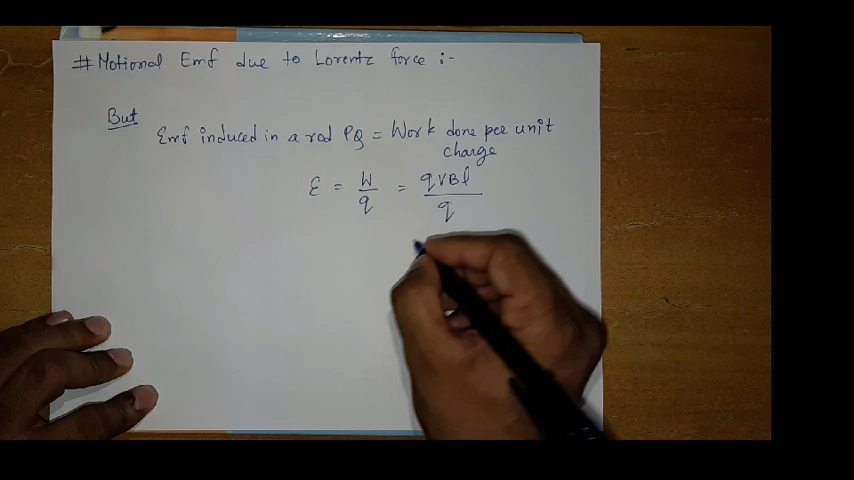 # Motional Emf due to Lorentz force :-
But
Emf induced in a rod PQ = Work done per unit
charge
ε = W/q = qVBl/q